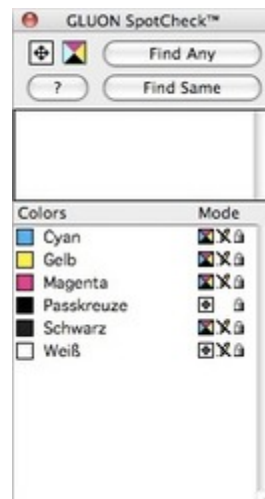 GLUON SpotCheck™
Find Any
? Find Same
Colors Mode
Cyan
Gelb
Magenta
Passkreuze
Schwarz
Weiß